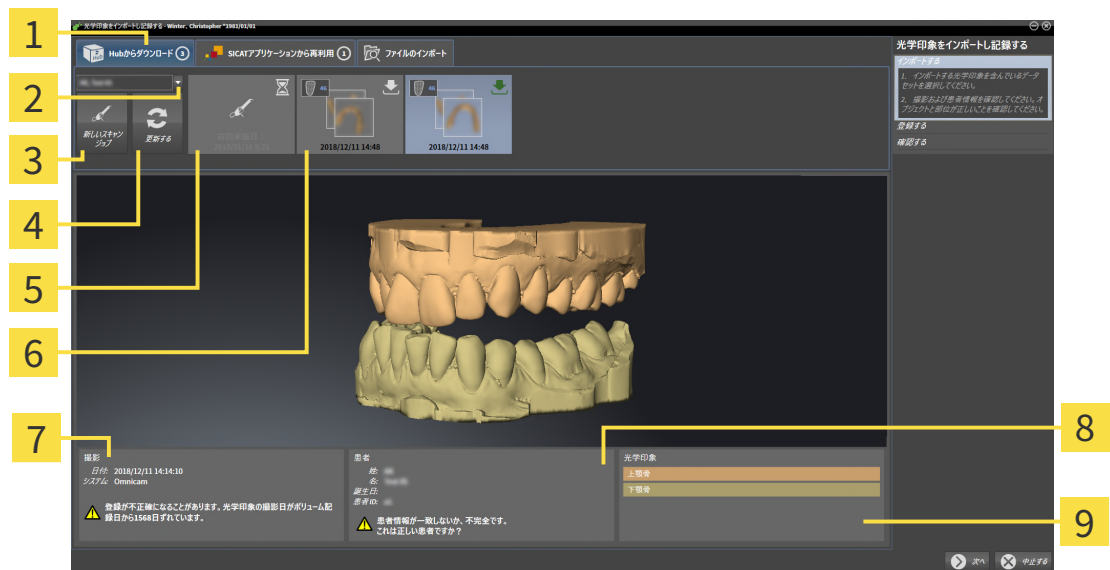 光学印象をインポートし記録する - Winter, Christopher *1981/01/01
1
Hubからダウンロード 3
SICATアプリケーションから再利用 1
ファイルのインポート
光学印象をインポートし記録する
インポートする
1. インポートする光学印象を含んでいるデータ
セットを選択してください。
2. 撮影および患者情報を確認してください。オ
ブジェクトと部位が正しいことを確認してください。
登録する
確認する
2
46
46
新しいスキャン
ジョブ
更新する
2018/12/11 14:48
2018/12/11 14:48
3
4
5
6
7
8
9
撮影
日付: 2018/12/11 14:14:10
システム: Omnicam
登録が不正確になることがあります。光学印象の撮影日がボリューム記
録日から1568日ずれています。
患者
姓:
名:
誕生日:
患者 ID:
患者情報が一致しないか、不完全です。
これは正しい患者ですか？
光学印象
上顎骨
下顎骨
次へ
中止する